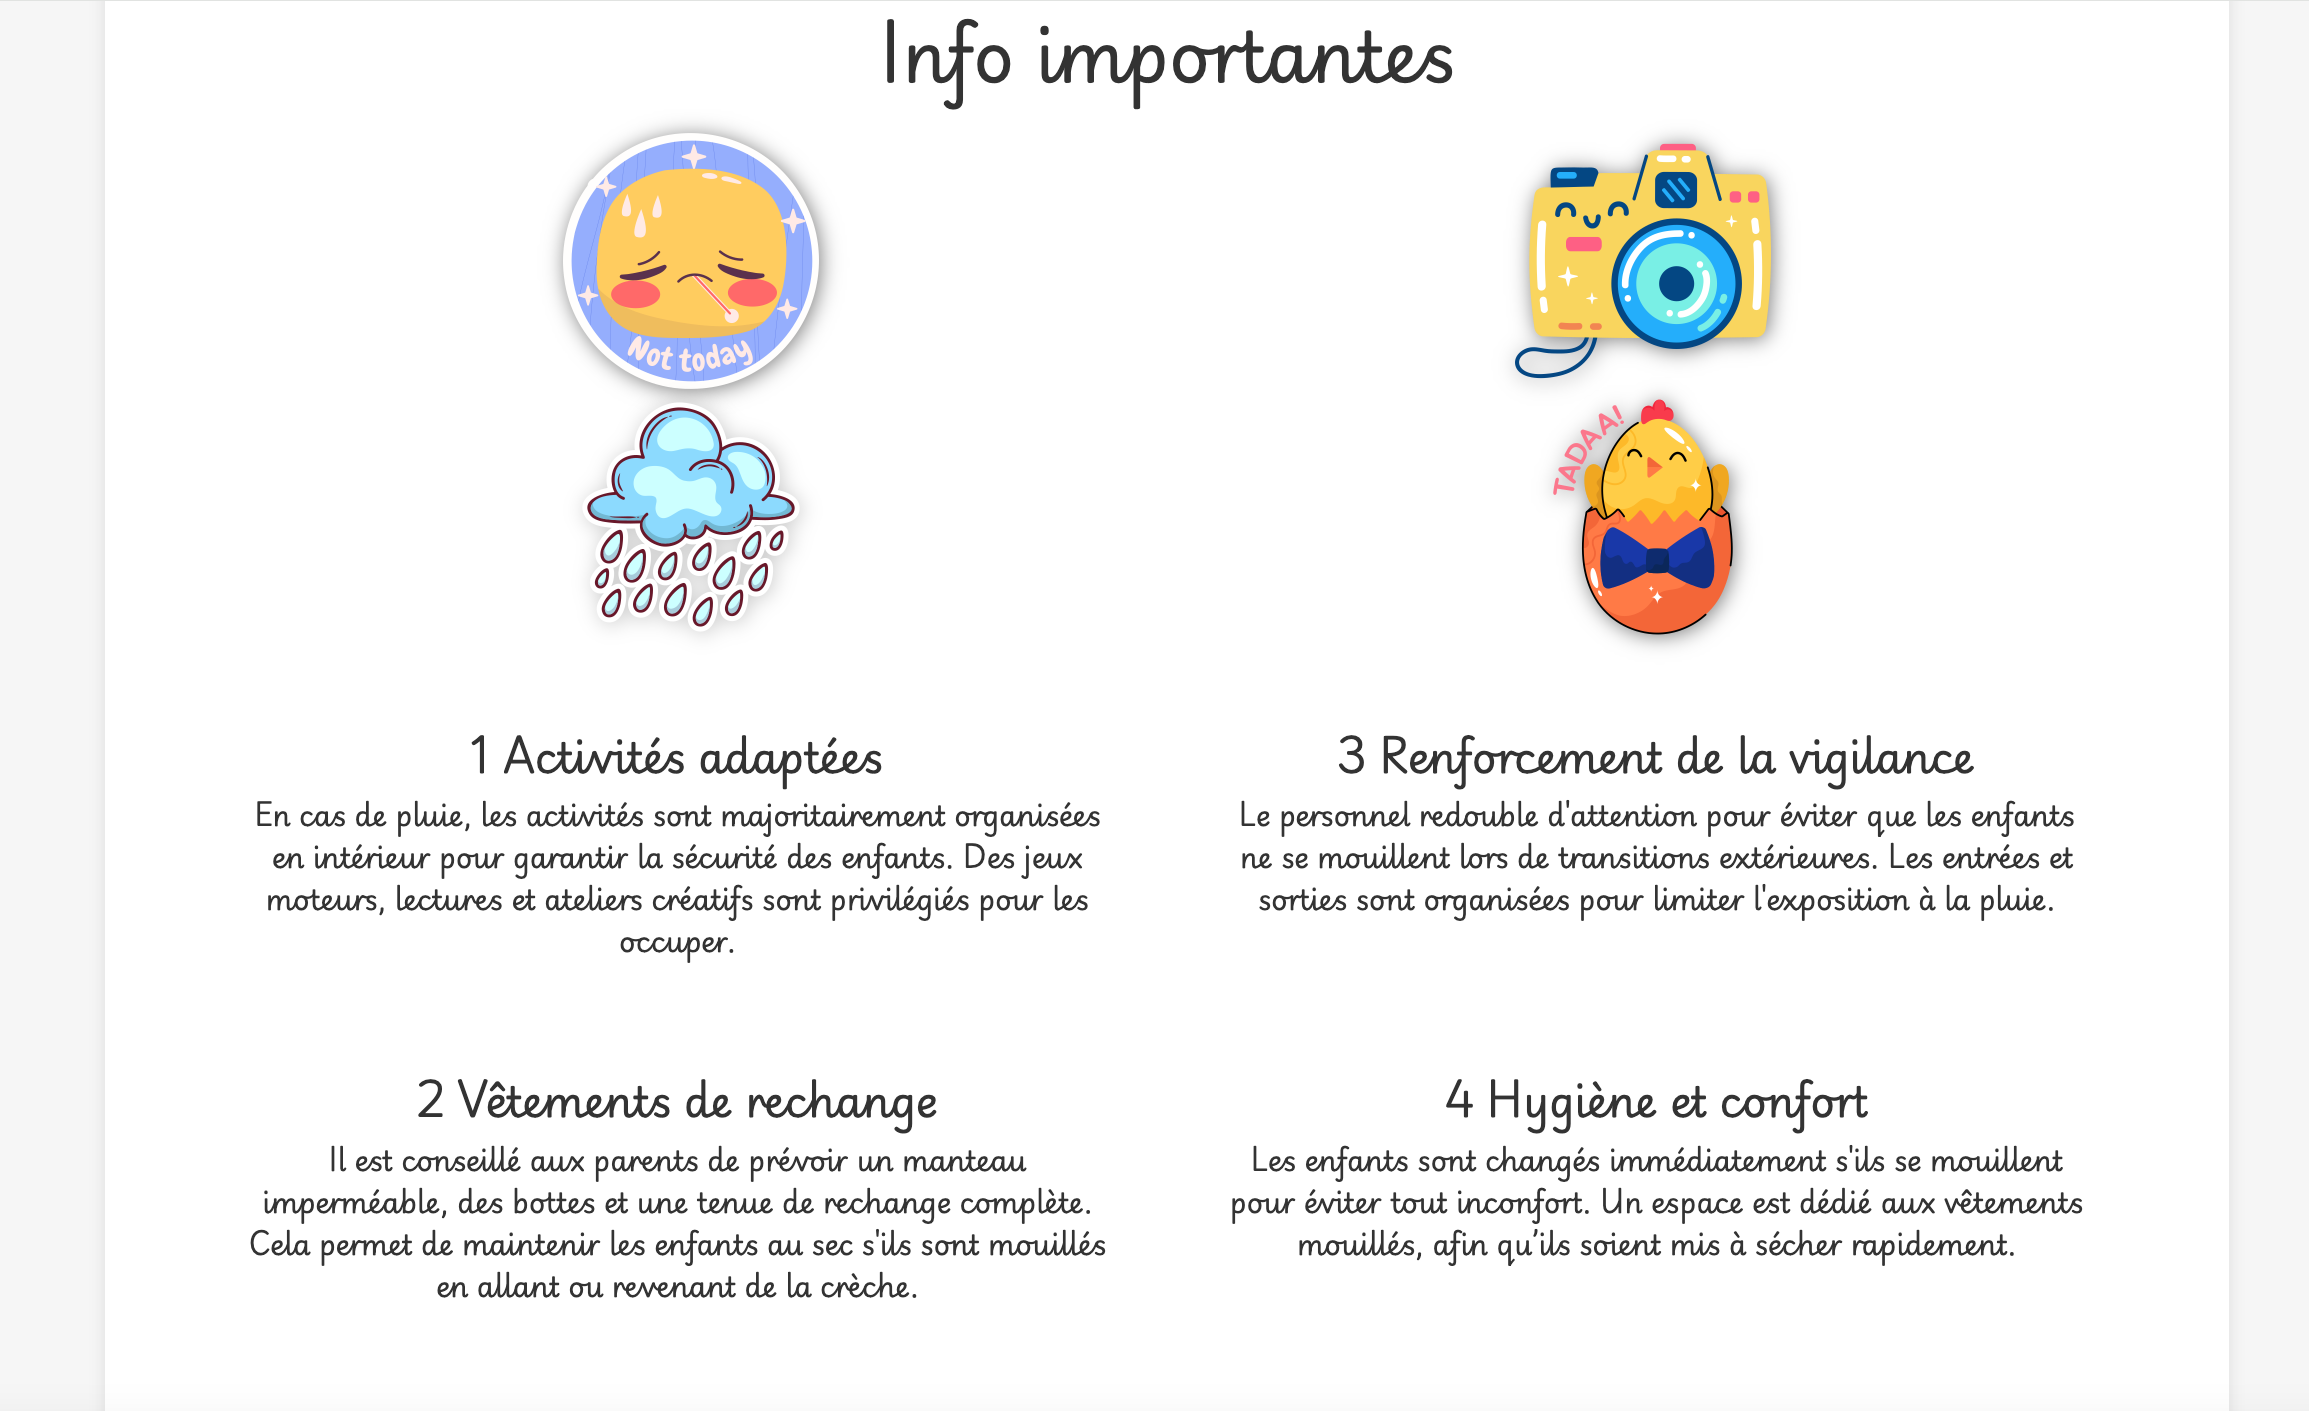 Info importantes
Not today
TADAA!
1 Activités adaptées
En cas de pluie, les activités sont majoritairement organisées
en intérieur pour garantir la sécurité des enfants. Des jeux
moteurs, lectures et ateliers créatifs sont privilégiés pour les
occuper.
2 Vêtements de rechange
Il est conseillé aux parents de prévoir un manteau
imperméable, des bottes et une tenue de rechange complète.
Cela permet de maintenir les enfants au sec s'ils sont mouillés
en allant ou revenant de la crèche.
3 Renforcement de la vigilance
Le personnel redouble d'attention pour éviter que les enfants
ne se mouillent lors de transitions extérieures. Les entrées et
sorties sont organisées pour limiter l'exposition à la pluie.
4 Hygiène et confort
Les enfants sont changés immédiatement s'ils se mouillent
pour éviter tout inconfort. Un espace est dédié aux vêtements
mouillés, afin qu’ils soient mis à sécher rapidement.